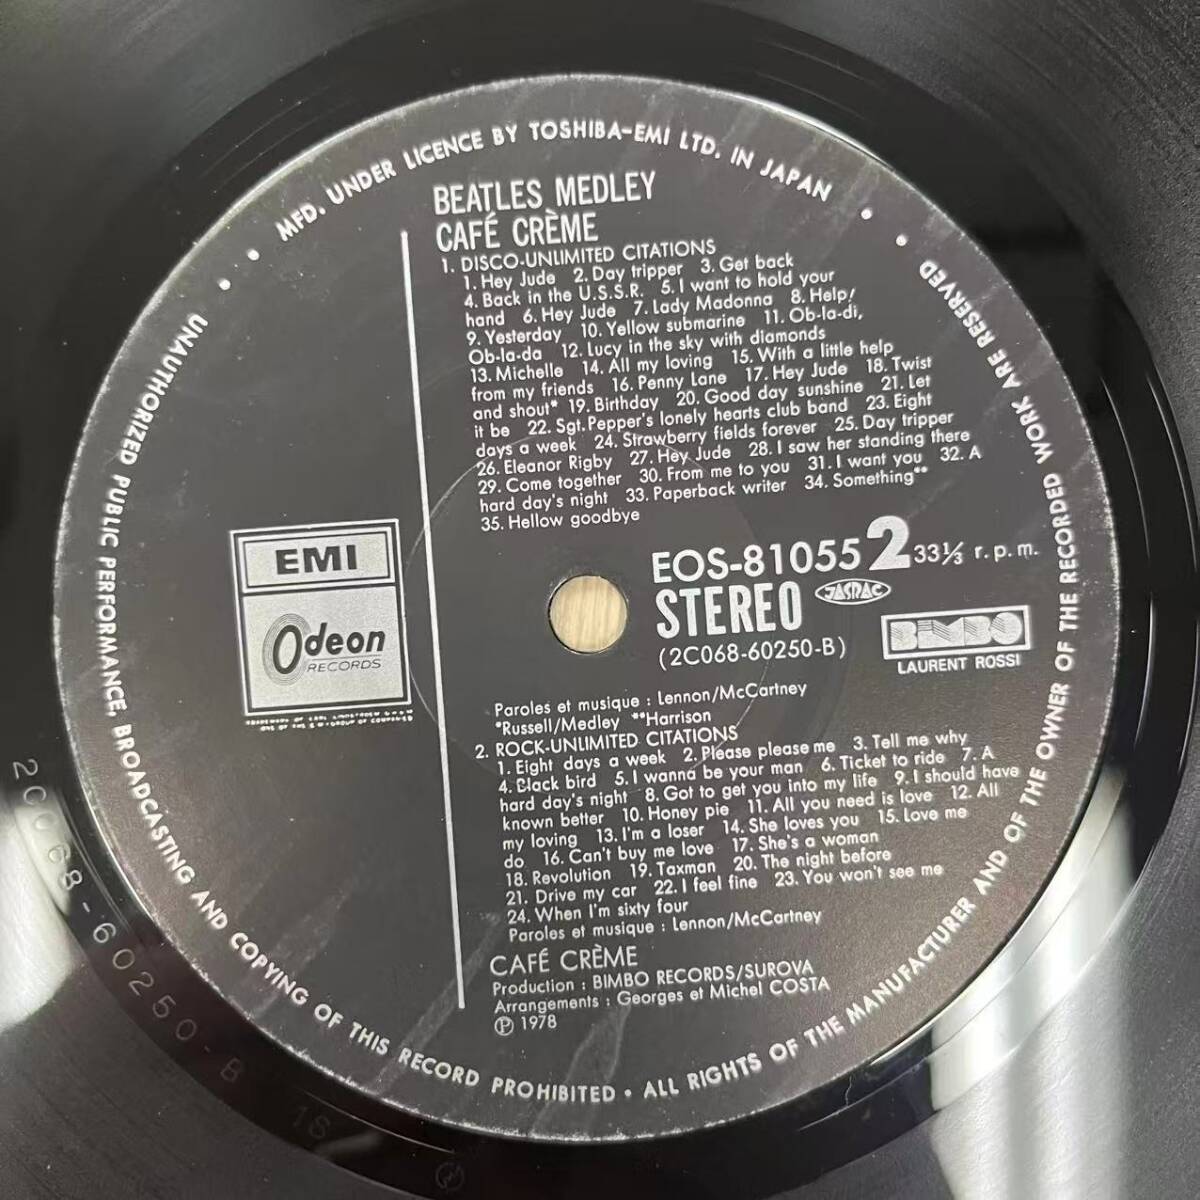 MFD. UNDER LICENCE BY TOSHIBA-EMI LTD. IN JAPAN
BEATLES MEDLEY
CAFÉ CRÈME
1. DISCO-UNLIMITED CITATIONS
1. Hey Jude 2. Day tripper 3. Get back
4. Back in the U.S.S.R. 5. I want to hold your
hand 6. Hey Jude 7. Lady Madonna 8. Help!
9. Yesterday 10. Yellow submarine 11. Ob-la-di,
Ob-la-da 12. Lucy in the sky with diamonds
13. Michelle 14. All my loving 15. With a little help
from my friends 16. Penny Lane 17. Hey Jude 18. Twist
and shout* 19. Birthday 20. Good day sunshine 21. Let
it be 22. Sgt. Pepper's lonely hearts club band 23. Eight
days a week 24. Strawberry fields forever 25. Day tripper
26. Eleanor Rigby 27. Hey Jude 28. I saw her standing there
29. Come together 30. From me to you 31. I want you 32. A
hard day's night 33. Paperback writer 34. Something**
35. Hellow goodbye
EMI
Odeon
RECORDS
TRADEMARK OF CARL LINDSTROEM G.M.B.H.
ONE OF THE E.M.I GROUP OF COMPANIES
EOS-81055 2 33⅓ r.p.m.
STEREO JASRAC
(2C068-60250-B)
BIMBO
LAURENT ROSSI
Paroles et musique : Lennon/McCartney
*Russell/Medley **Harrison
2. ROCK-UNLIMITED CITATIONS
1. Eight days a week 2. Please please me 3. Tell me why
4. Black bird 5. I wanna be your man 6. Ticket to ride 7. A
hard day's night 8. Got to get you into my life 9. I should have
known better 10. Honey pie 11. All you need is love 12. All
my loving 13. I'm a loser 14. She loves you 15. Love me
do 16. Can't buy me love 17. She's a woman
18. Revolution 19. Taxman 20. The night before
21. Drive my car 22. I feel fine 23. You won't see me
24. When I'm sixty four
Paroles et musique : Lennon/McCartney
CAFÉ CRÈME
Production : BIMBO RECORDS/SUROVA
Arrangements : Georges et Michel COSTA
Ⓟ 1978
UNAUTHORIZED PUBLIC PERFORMANCE, BROADCASTING AND COPYING OF THIS RECORD PROHIBITED • ALL RIGHTS OF THE MANUFACTURER AND OF THE OWNER OF THE RECORDED WORK ARE RESERVED
2C068-60250-B 1S